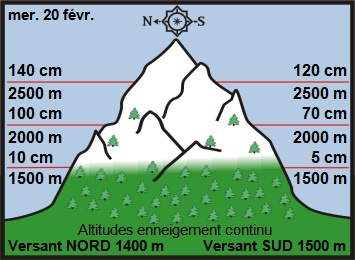 mer. 20 févr.
N S
140 cm 120 cm
2500 m 2500 m
100 cm 70 cm
2000 m 2000 m
10 cm 5 cm
1500 m 1500 m
Altitudes enneigement continu
Versant NORD 1400 m Versant SUD 1500 m